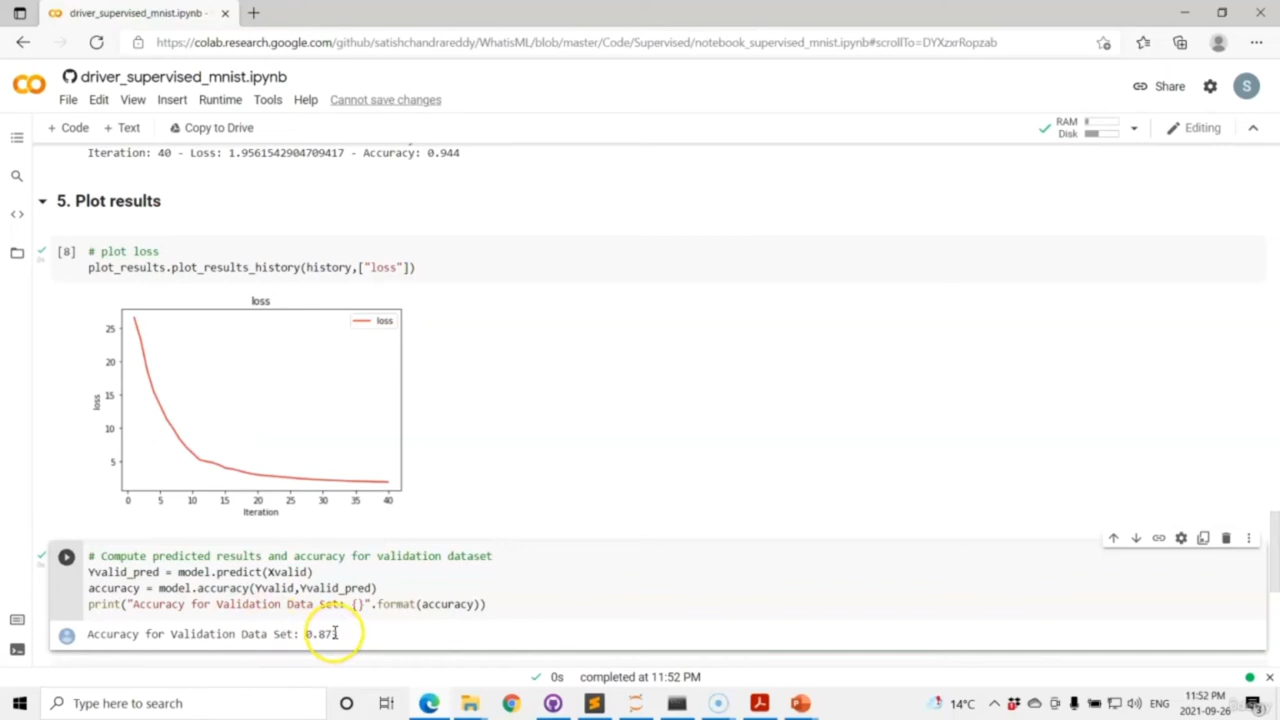 driver_supervised_mnist.ipynb -
https://colab.research.google.com/github/satishchandrareddy/WhatisML/blob/master/Code/Supervised/notebook_supervised_mnist.ipynb#scrollTo=DYXzxrRopzab
CO
driver_supervised_mnist.ipynb
File Edit View Insert Runtime Tools Help Cannot save changes
Share
S
+ Code + Text Copy to Drive
RAM
Disk
Editing
Iteration: 40 - Loss: 1.9561542904709417 - Accuracy: 0.944
5. Plot results
[8] # plot loss
plot_results.plot_results_history(history,["loss"])
loss
loss
25
20
15
10
5
loss
0 5 10 15 20 25 30 35 40
Iteration
# Compute predicted results and accuracy for validation dataset
Yvalid_pred = model.predict(Xvalid)
accuracy = model.accuracy(Yvalid,Yvalid_pred)
print("Accuracy for Validation Data Set: {}".format(accuracy))
Accuracy for Validation Data Set:
0s completed at 11:52 PM
Type here to search
14°C
ENG
11:52 PM
2021-09-26